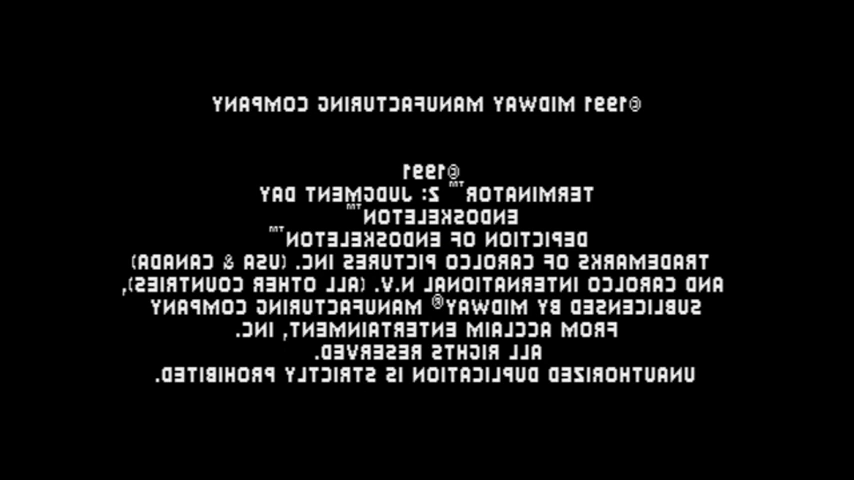 ©1991 MIDWAY MANUFACTURING COMPANY
©1991
TERMINATOR™ 2: JUDGMENT DAY
ENDOSKELETON™
DEPICTION OF ENDOSKELETON™
TRADEMARKS OF CAROLCO PICTURES INC. (USA & CANADA)
AND CAROLCO INTERNATIONAL N.V. (ALL OTHER COUNTRIES),
SUBLICENSED BY MIDWAY® MANUFACTURING COMPANY
FROM ACCLAIM ENTERTAINMENT, INC.
ALL RIGHTS RESERVED.
UNAUTHORIZED DUPLICATION IS STRICTLY PROHIBITED.